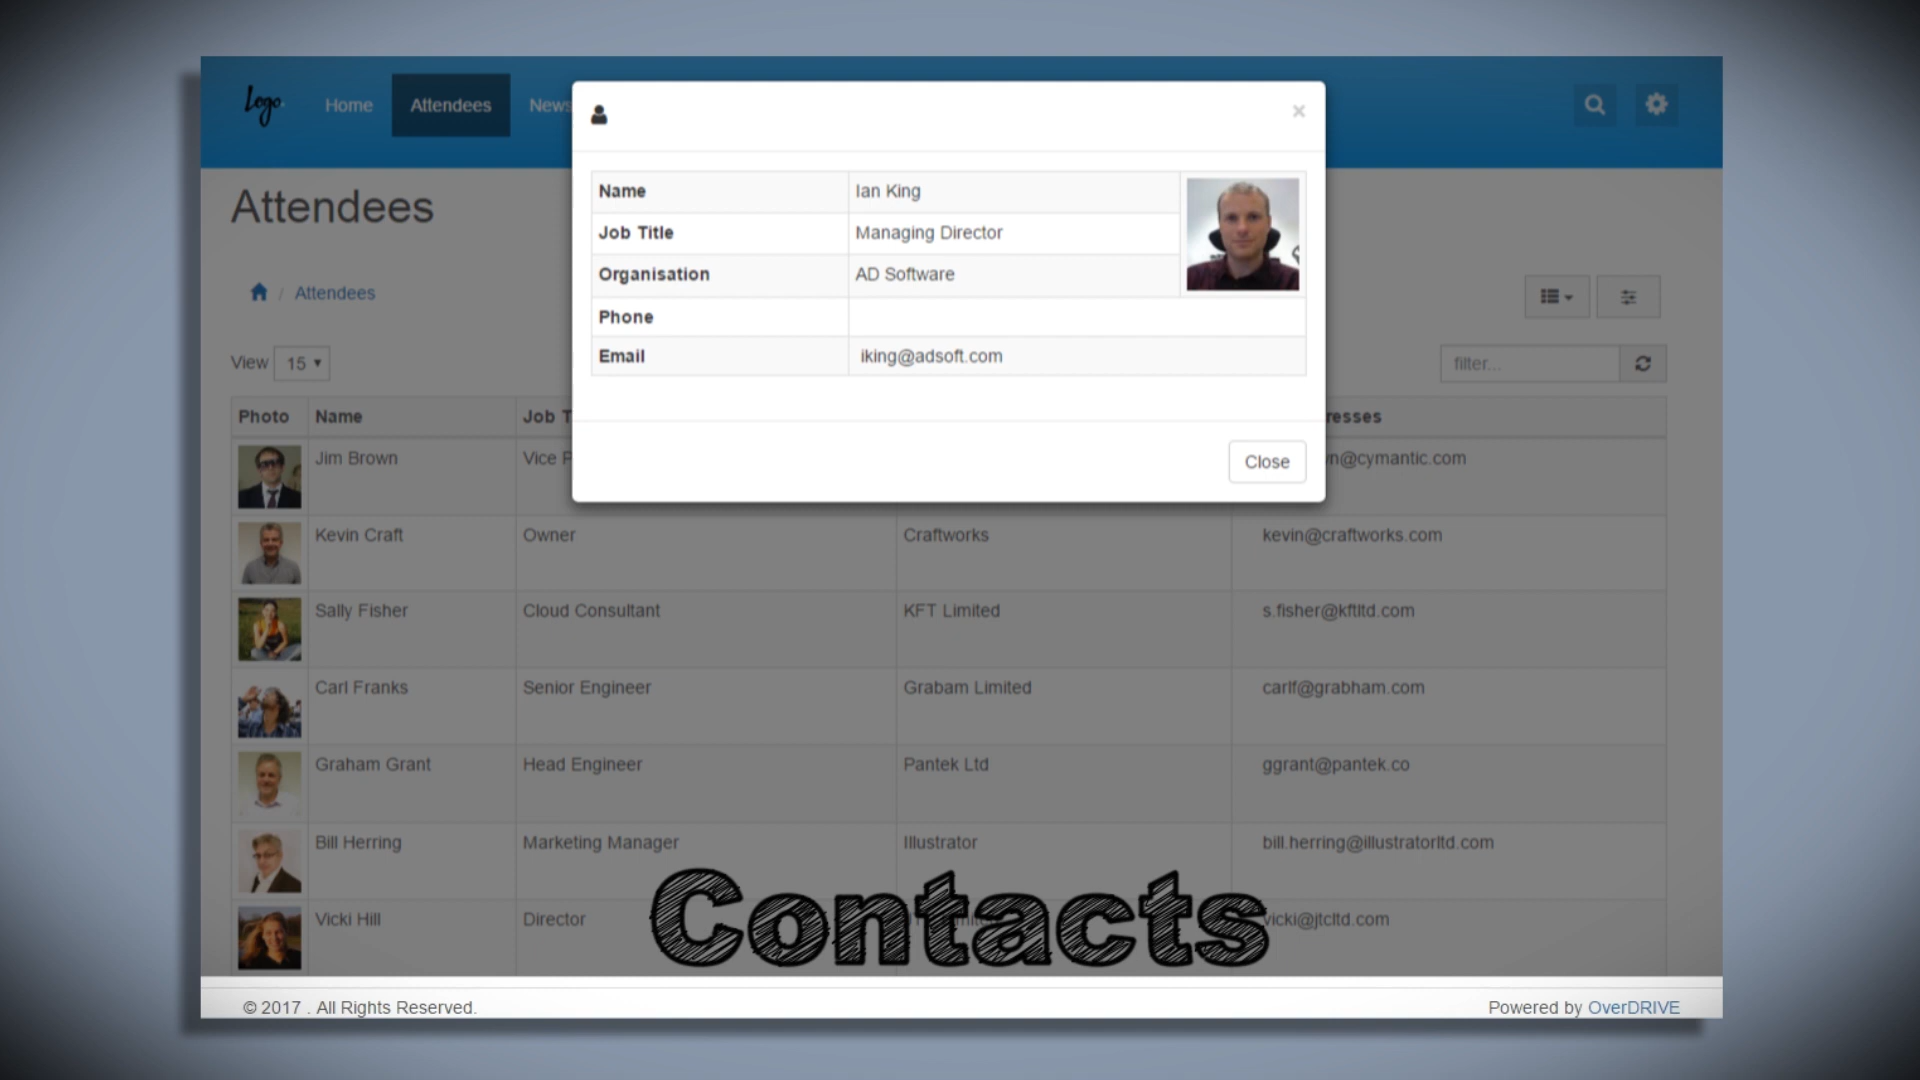 Logo
Home
Attendees
News
Attendees
Attendees
View 15
filter...
Name Ian King
Job Title Managing Director
Organisation AD Software
Phone
Email iking@adsoft.com
Close
Photo Name Job T resses
Jim Brown Vice P n@cymantic.com
Kevin Craft Owner Craftworks kevin@craftworks.com
Sally Fisher Cloud Consultant KFT Limited s.fisher@kftltd.com
Carl Franks Senior Engineer Grabam Limited carlf@grabham.com
Graham Grant Head Engineer Pantek Ltd ggrant@pantek.co
Bill Herring Marketing Manager Illustrator bill.herring@illustratorltd.com
Vicki Hill Director vicki@jtcltd.com
Contacts
© 2017 . All Rights Reserved.
Powered by OverDRIVE